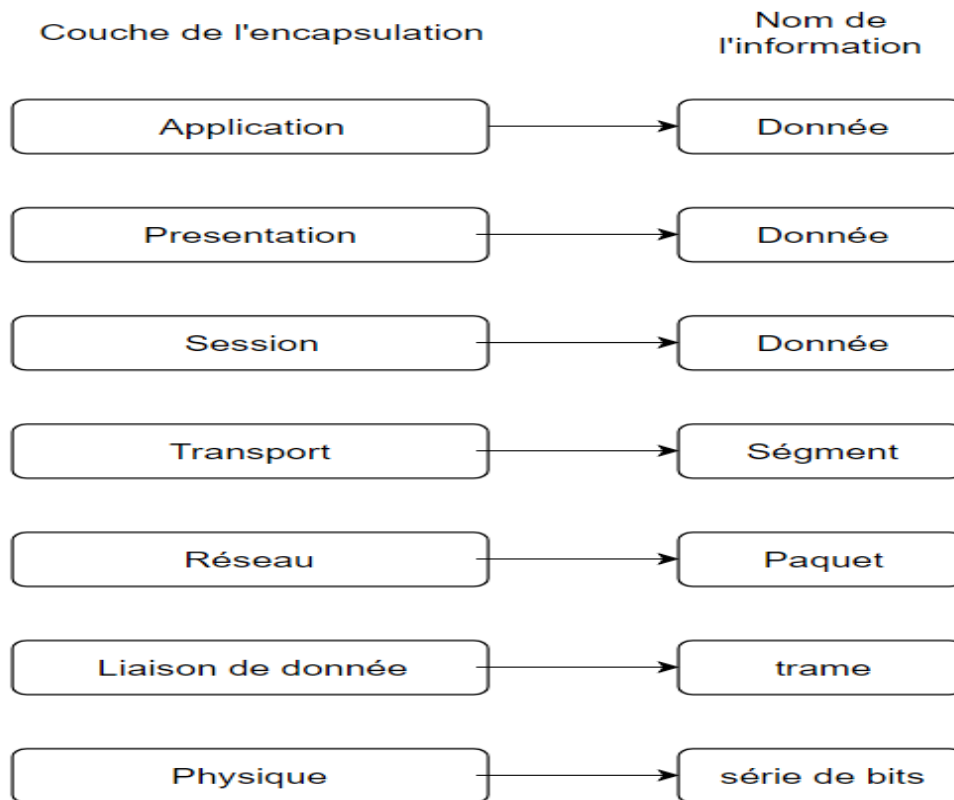 Couche de l'encapsulation
Nom de
l'information
Application
Donnée
Presentation
Donnée
Session
Donnée
Transport
Ségment
Réseau
Paquet
Liaison de donnée
trame
Physique
série de bits